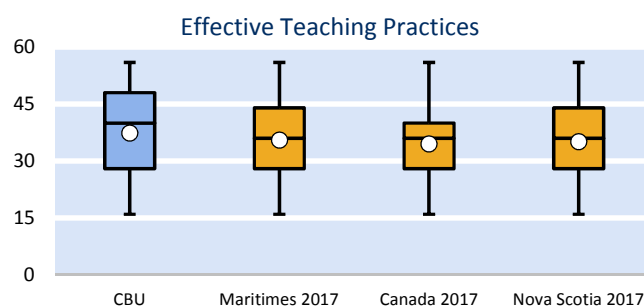 Effective Teaching Practices
60
45
30
15
0
CBU
Maritimes 2017
Canada 2017
Nova Scotia 2017